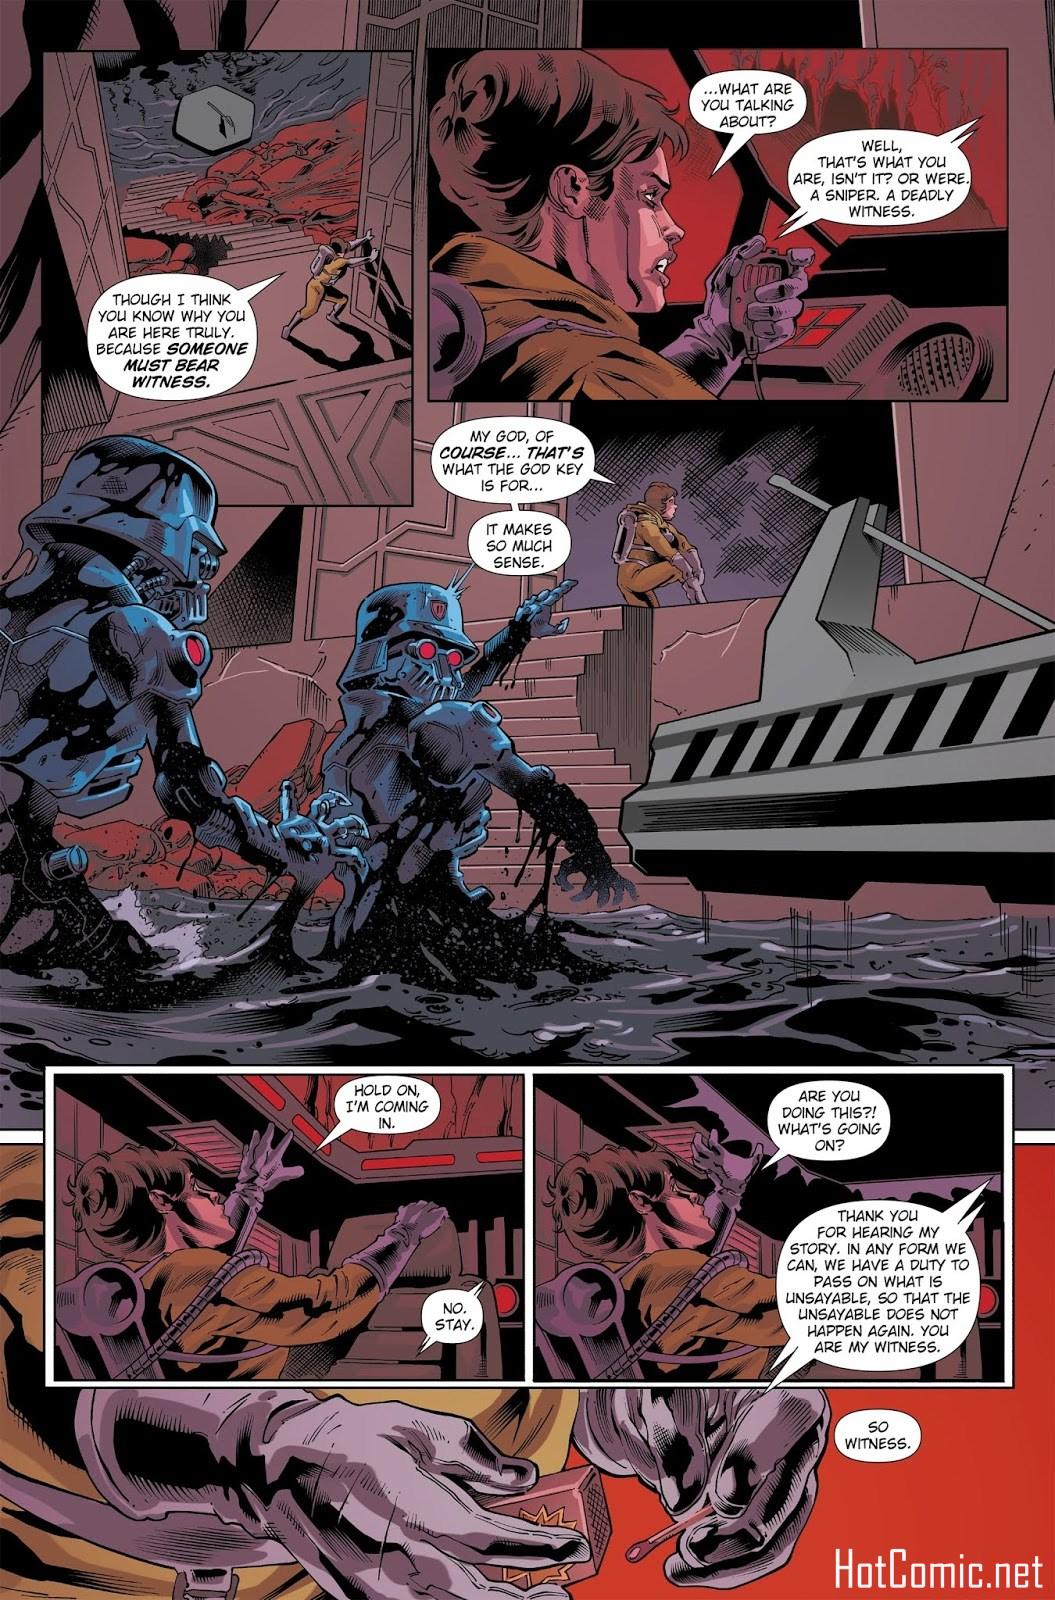 THOUGH I THINK
YOU KNOW WHY YOU
ARE HERE TRULY.
BECAUSE SOMEONE
MUST BEAR
WITNESS.
...WHAT ARE
YOU TALKING
ABOUT?
WELL,
THAT'S WHAT YOU
ARE, ISN'T IT? OR WERE.
A SNIPER. A DEADLY
WITNESS.
MY GOD, OF
COURSE... THAT'S
WHAT THE GOD KEY
IS FOR...
IT MAKES
SO MUCH
SENSE.
HOLD ON,
I'M COMING
IN.
NO.
STAY.
ARE YOU
DOING THIS?!
WHAT'S GOING
ON?
THANK YOU
FOR HEARING MY
STORY. IN ANY FORM WE
CAN, WE HAVE A DUTY TO
PASS ON WHAT IS
UNSAYABLE, SO THAT THE
UNSAYABLE DOES NOT
HAPPEN AGAIN. YOU
ARE MY WITNESS.
SO
WITNESS.
HotComic.net